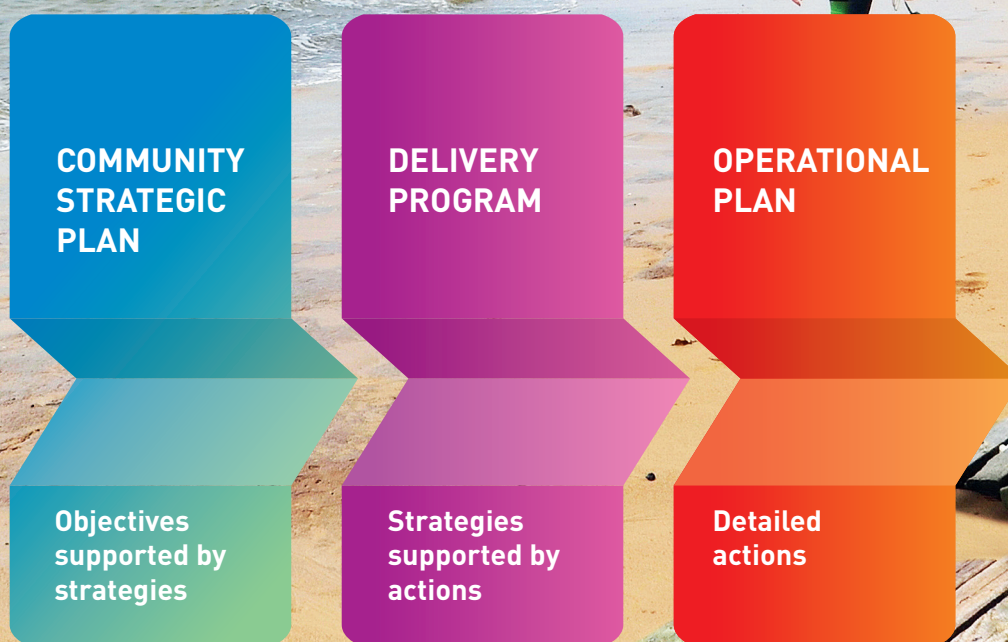 COMMUNITY
STRATEGIC
PLAN
Objectives
supported by
strategies
DELIVERY
PROGRAM
Strategies
supported by
actions
OPERATIONAL
PLAN
Detailed
actions